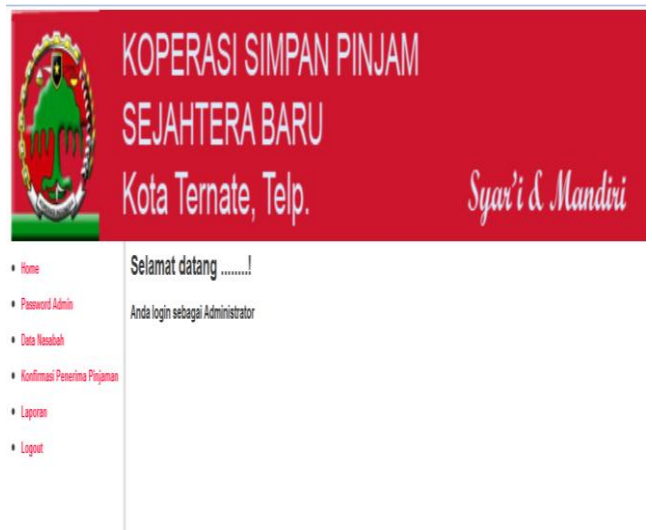 KOPERASI SIMPAN PINJAM
SEJAHTERA BARU
Kota Ternate, Telp.
Syar'i & Mandiri
Home
Password Admin
Data Nasabah
Konfirmasi Penerima Pinjaman
Laporan
Logout
Selamat datang ........!
Anda login sebagai Administrator